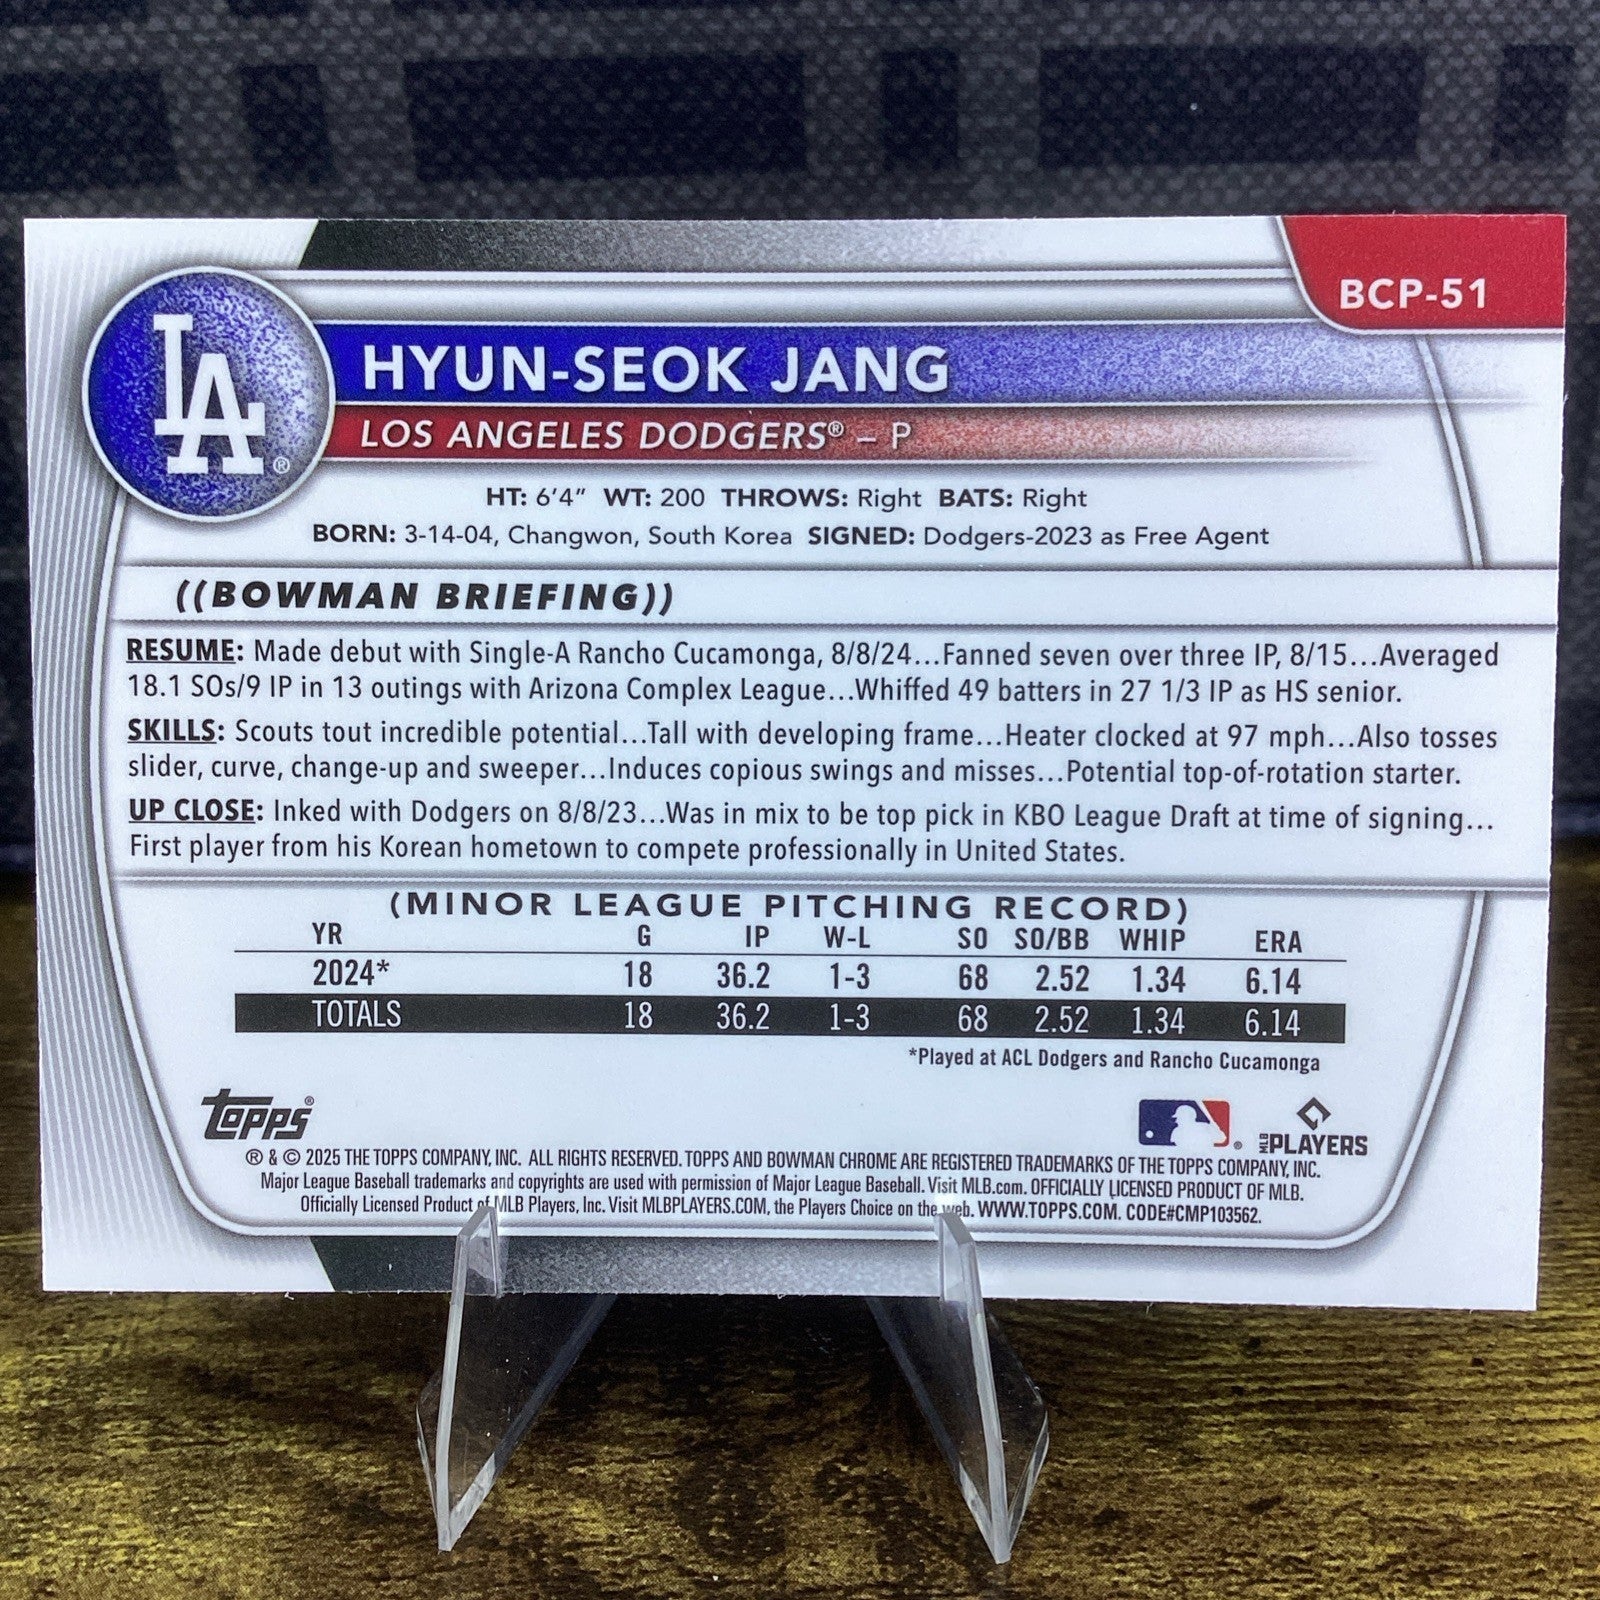 BCP-51
LA®
HYUN-SEOK JANG
LOS ANGELES DODGERS® – P
HT: 6'4" WT: 200 THROWS: Right BATS: Right
BORN: 3-14-04, Changwon, South Korea SIGNED: Dodgers-2023 as Free Agent
((BOWMAN BRIEFING))
RESUME: Made debut with Single-A Rancho Cucamonga, 8/8/24...Fanned seven over three IP, 8/15...Averaged
18.1 SOs/9 IP in 13 outings with Arizona Complex League...Whiffed 49 batters in 27 1/3 IP as HS senior.
SKILLS: Scouts tout incredible potential...Tall with developing frame...Heater clocked at 97 mph...Also tosses
slider, curve, change-up and sweeper...Induces copious swings and misses...Potential top-of-rotation starter.
UP CLOSE: Inked with Dodgers on 8/8/23...Was in mix to be top pick in KBO League Draft at time of signing...
First player from his Korean hometown to compete professionally in United States.
(MINOR LEAGUE PITCHING RECORD)
YR G IP W-L SO SO/BB WHIP ERA
2024* 18 36.2 1-3 68 2.52 1.34 6.14
TOTALS 18 36.2 1-3 68 2.52 1.34 6.14
*Played at ACL Dodgers and Rancho Cucamonga
Topps®
MLB PLAYERS
® & © 2025 THE TOPPS COMPANY, INC. ALL RIGHTS RESERVED. TOPPS AND BOWMAN CHROME ARE REGISTERED TRADEMARKS OF THE TOPPS COMPANY, INC.
Major League Baseball trademarks and copyrights are used with permission of Major League Baseball. Visit MLB.com. OFFICIALLY LICENSED PRODUCT OF MLB.
Officially Licensed Product of MLB Players, Inc. Visit MLBPLAYERS.COM, the Players Choice on the web. WWW.TOPPS.COM. CODE#CMP103562.